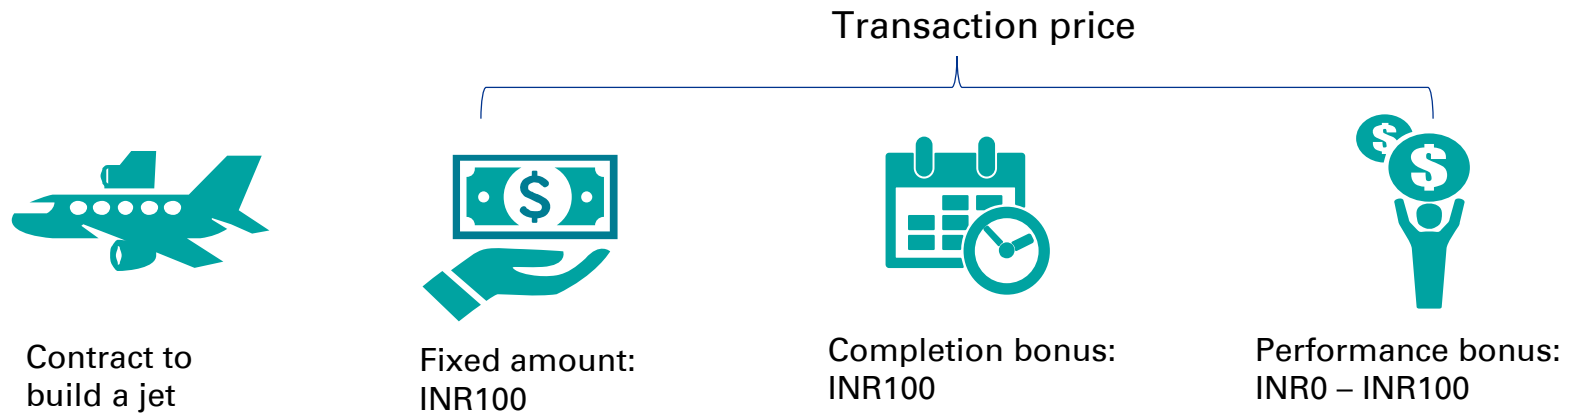 Transaction price
Contract to
build a jet
Fixed amount:
INR100
Completion bonus:
INR100
Performance bonus:
INR0 – INR100